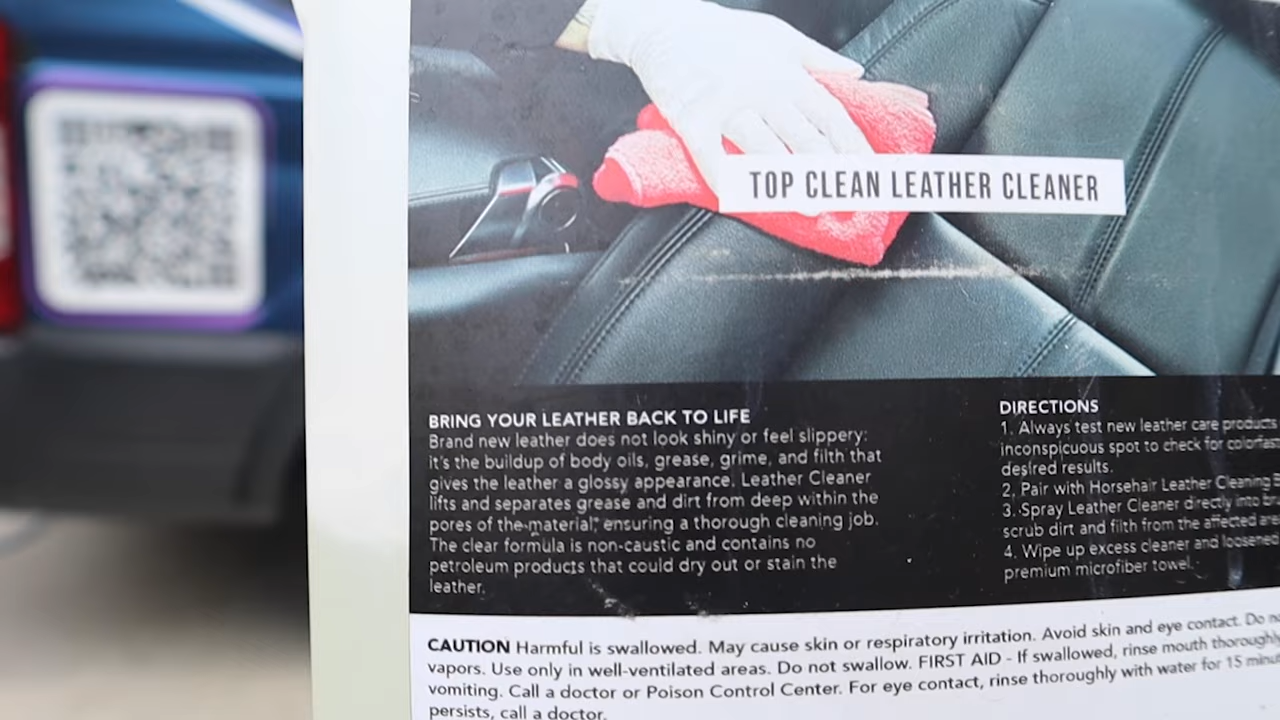 TOP CLEAN LEATHER CLEANER
BRING YOUR LEATHER BACK TO LIFE
Brand new leather does not look shiny or feel slippery:
it's the buildup of body oils, grease, grime, and filth that
gives the leather a glossy appearance. Leather Cleaner
lifts and separates grease and dirt from deep within the
pores of the material, ensuring a thorough cleaning job.
The clear formula is non-caustic and contains no
petroleum products that could dry out or stain the
leather.
DIRECTIONS
1. Always test new leather care products
inconspicuous spot to check for
desired results.
2. Pair with Horsehair Leather Cleaning
3. Spray Leather Cleaner directly into
scrub dirt and filth from the affected
4. Wipe up excess cleaner and loosened
premium microfiber towel.
CAUTION Harmful is swallowed. May cause skin or respiratory irritation. Avoid skin and eye contact. Do
vapors. Use only in well-ventilated areas. Do not swallow. FIRST AID - If swallowed, rinse mouth
vomiting. Call a doctor or Poison Control Center. For eye contact, rinse thoroughly with water for 15
persists, call a doctor.